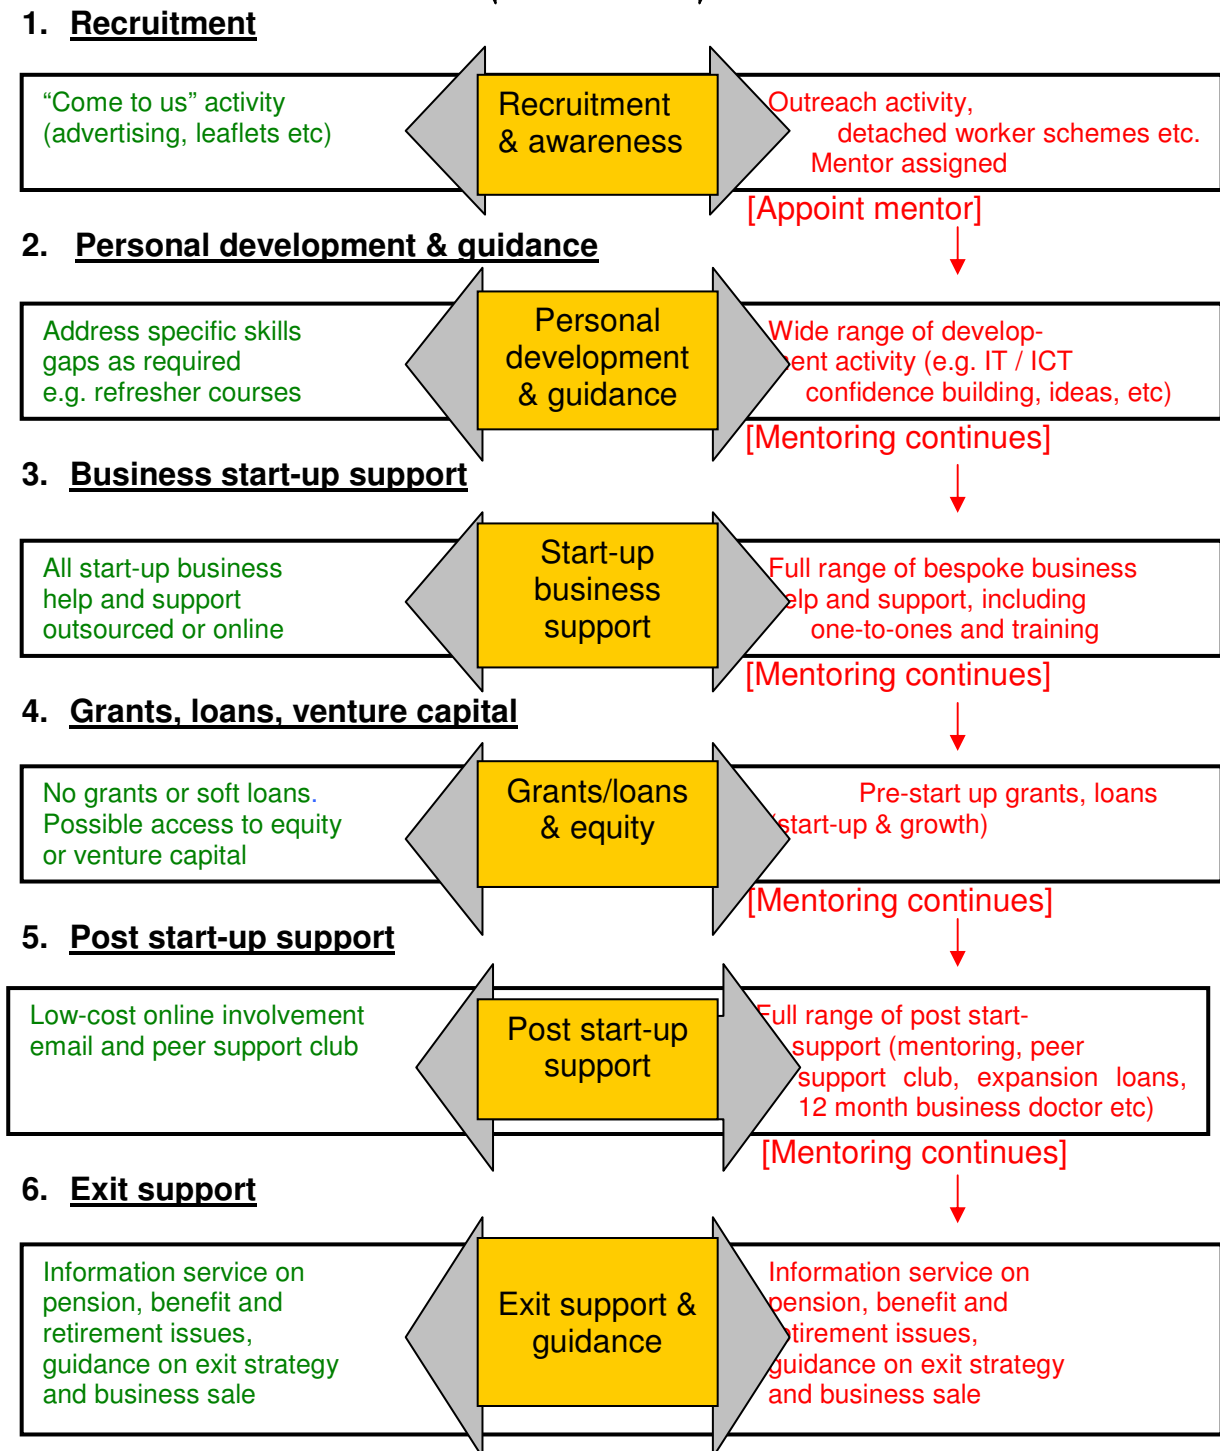 1. Recruitment
“Come to us” activity
(advertising, leaflets etc)
Recruitment
& awareness
Outreach activity,
detached worker schemes etc.
Mentor assigned
[Appoint mentor]
2. Personal development & guidance
Address specific skills
gaps as required
e.g. refresher courses
Personal
development
& guidance
Wide range of develop-
ment activity (e.g. IT / ICT
confidence building, ideas, etc)
[Mentoring continues]
3. Business start-up support
All start-up business
help and support
outsourced or online
Start-up
business
support
Full range of bespoke business
help and support, including
one-to-ones and training
[Mentoring continues]
4. Grants, loans, venture capital
No grants or soft loans.
Possible access to equity
or venture capital
Grants/loans
& equity
Pre-start up grants, loans
(start-up & growth)
[Mentoring continues]
5. Post start-up support
Low-cost online involvement
email and peer support club
Post start-up
support
Full range of post start-
support (mentoring, peer
support club, expansion loans,
12 month business doctor etc)
[Mentoring continues]
6. Exit support
Information service on
pension, benefit and
retirement issues,
guidance on exit strategy
and business sale
Exit support &
guidance
Information service on
pension, benefit and
retirement issues,
guidance on exit strategy
and business sale